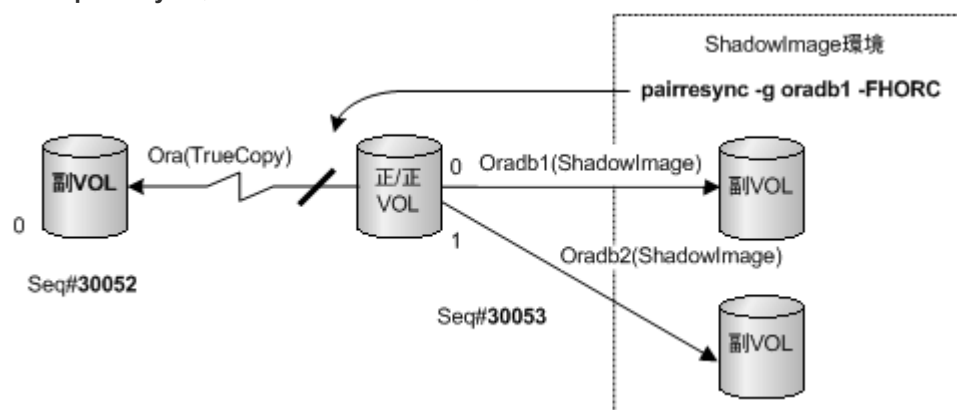 ShadowImage環境
pairresync -g oradb1 -FHORC
Ora(TrueCopy)
0 Oradb1(ShadowImage)
副VOL
正/正
VOL
副VOL
0
1
Oradb2(ShadowImage)
Seq#30052
Seq#30053
副VOL